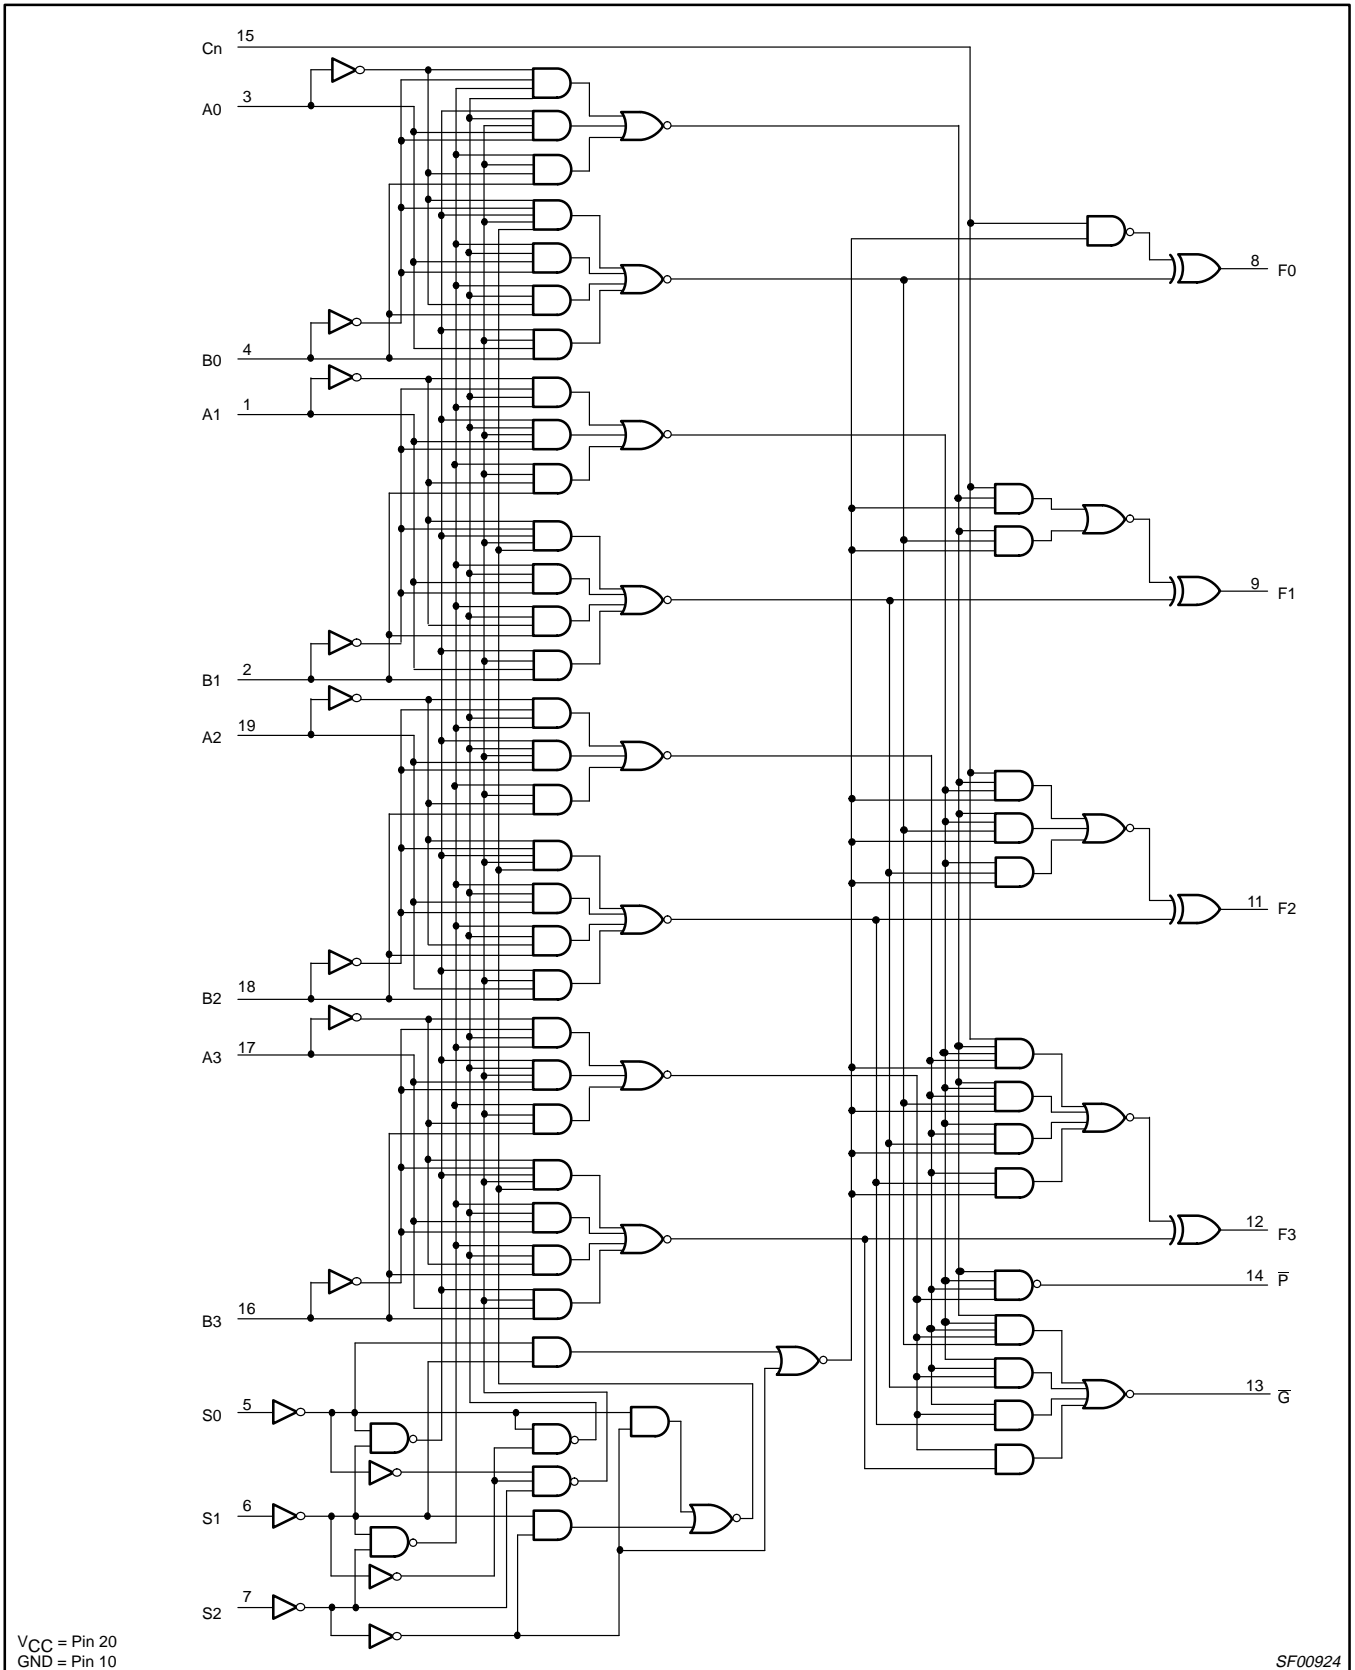 Cn 15
A0 3
8 F0
B0 4
A1 1
9 F1
B1 2
A2 19
11 F2
B2 18
A3 17
12 F3
14 P̅
B3 16
13 G̅
S0 5
S1 6
S2 7
VCC = Pin 20
GND = Pin 10
SF00924